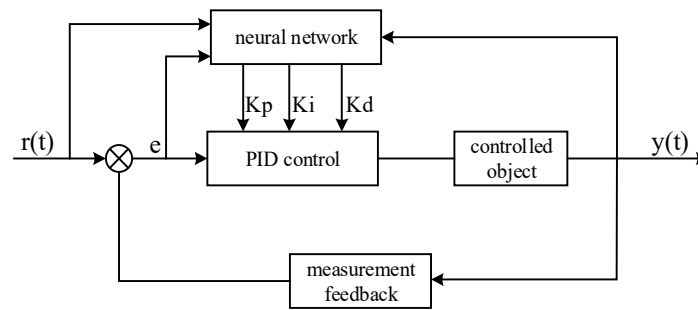 neural network
Kp
Ki
Kd
r(t)
e
PID control
controlled
object
y(t)
measurement
feedback